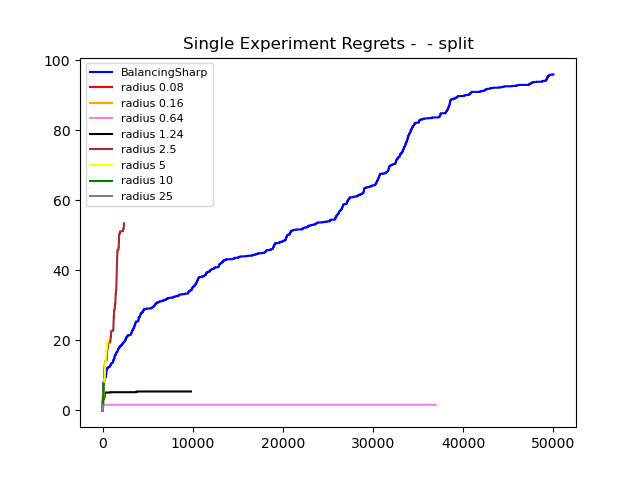 Single Experiment Regrets -  - split
100
80
60
40
20
0
BalancingSharp
radius 0.08
radius 0.16
radius 0.64
radius 1.24
radius 2.5
radius 5
radius 10
radius 25
0 10000 20000 30000 40000 50000